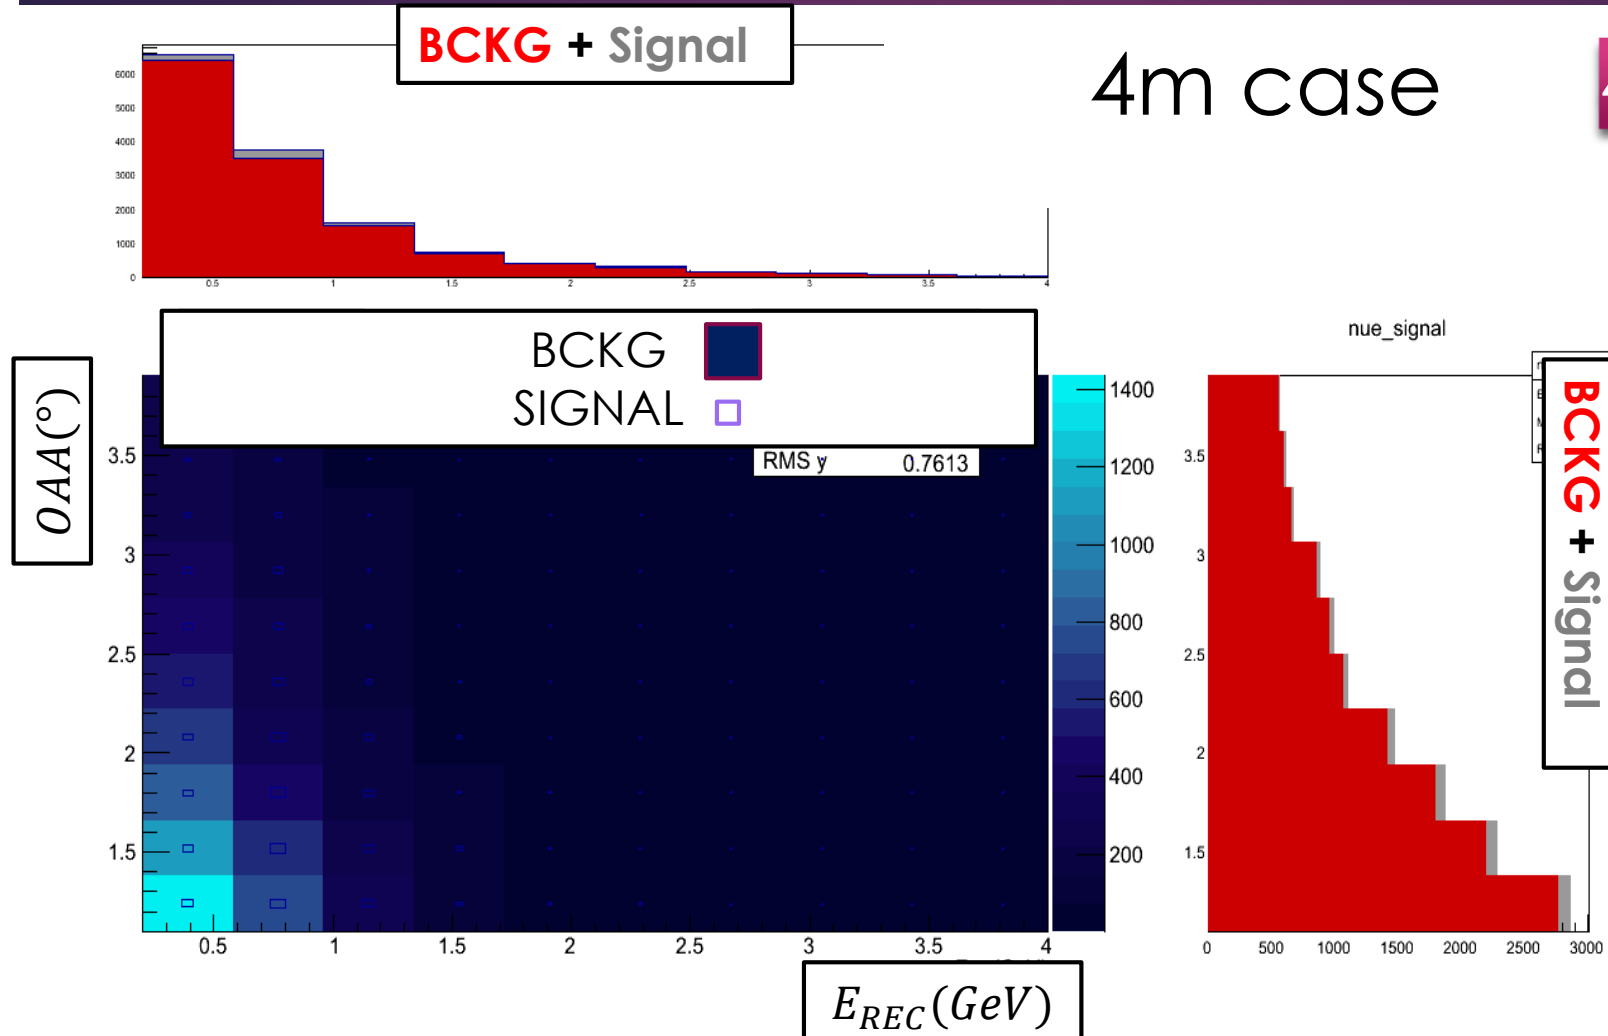 BCKG + Signal
4m case
6000
5000
4000
3000
2000
1000
0
0.5 1 1.5 2 2.5 3 3.5 4
BCKG
SIGNAL
OAA(°)
RMS y 0.7613
3.5
3
2.5
2
1.5
0.5 1 1.5 2 2.5 3 3.5 4
E_REC(GeV)
1400
1200
1000
800
600
400
200
nue_signal
3.5
3
2.5
2
1.5
0 500 1000 1500 2000 2500 3000
BCKG + Signal